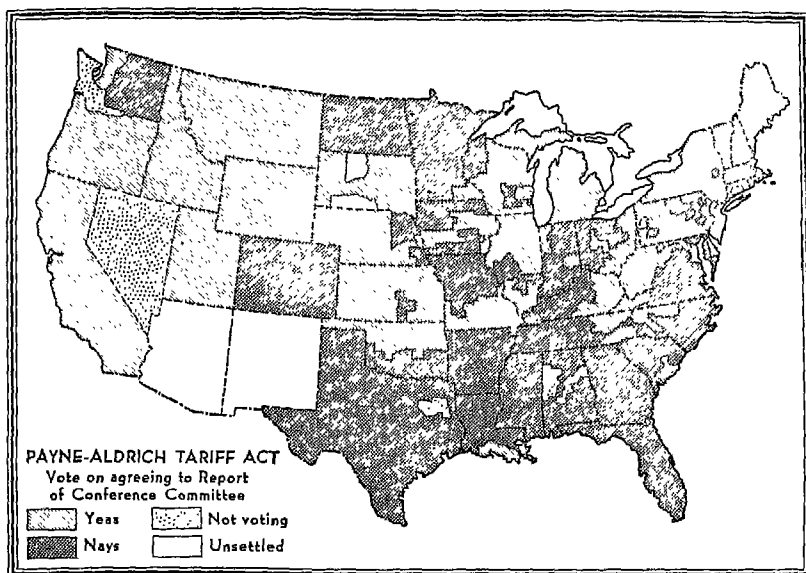 PAYNE-ALDRICH TARIFF ACT
Vote on agreeing to Report
of Conference Committee
Yeas
Not voting
Nays
Unsettled